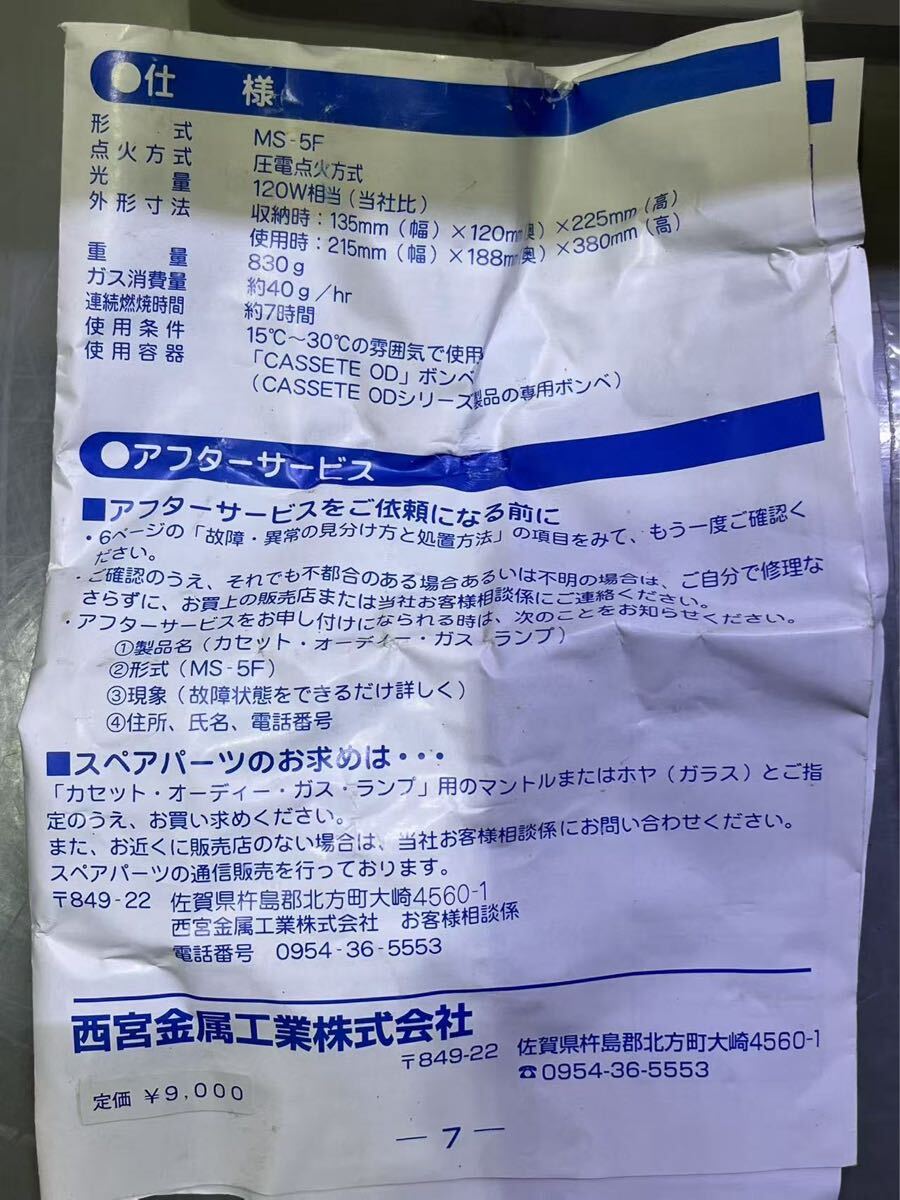 ●仕様
形式 MS-5F
点火方式 圧電点火方式
光量 120W相当(当社比)
外形寸法 収納時:135mm(幅)×120mm(奥)×225mm(高)
使用時:215mm(幅)×188mm(奥)×380mm(高)
重量 830g
ガス消費量 約40g/hr
連続燃焼時間 約7時間
使用条件 15℃~30℃の雰囲気で使用
使用容器 「CASSETE OD」ボンベ
(CASSETE ODシリーズ製品の専用ボンベ)
●アフターサービス
■アフターサービスをご依頼になる前に
・6ページの「故障・異常の見分け方と処置方法」の項目をみて、もう一度ご確認く
ださい。
・ご確認のうえ、それでも不都合のある場合あるいは不明の場合は、ご自分で修理な
さらずに、お買上の販売店または当社お客様相談係にご連絡ください。
・アフターサービスをお申し付けになられる時は、次のことをお知らせください。
①製品名(カセット・オーディー・ガス・ランプ)
②形式(MS-5F)
③現象(故障状態をできるだけ詳しく)
④住所、氏名、電話番号
■スペアパーツのお求めは・・・
「カセット・オーディー・ガス・ランプ」用のマントルまたはホヤ(ガラス)とご指
定のうえ、お買い求めください。
また、お近くに販売店のない場合は、当社お客様相談係にお問い合わせください。
スペアパーツの通信販売を行っております。
〒849-22 佐賀県杵島郡北方町大崎4560-1
西宮金属工業株式会社 お客様相談係
電話番号 0954-36-5553
西宮金属工業株式会社
〒849-22 佐賀県杵島郡北方町大崎4560-1
☎0954-36-5553
定価 ¥9,000
—7—